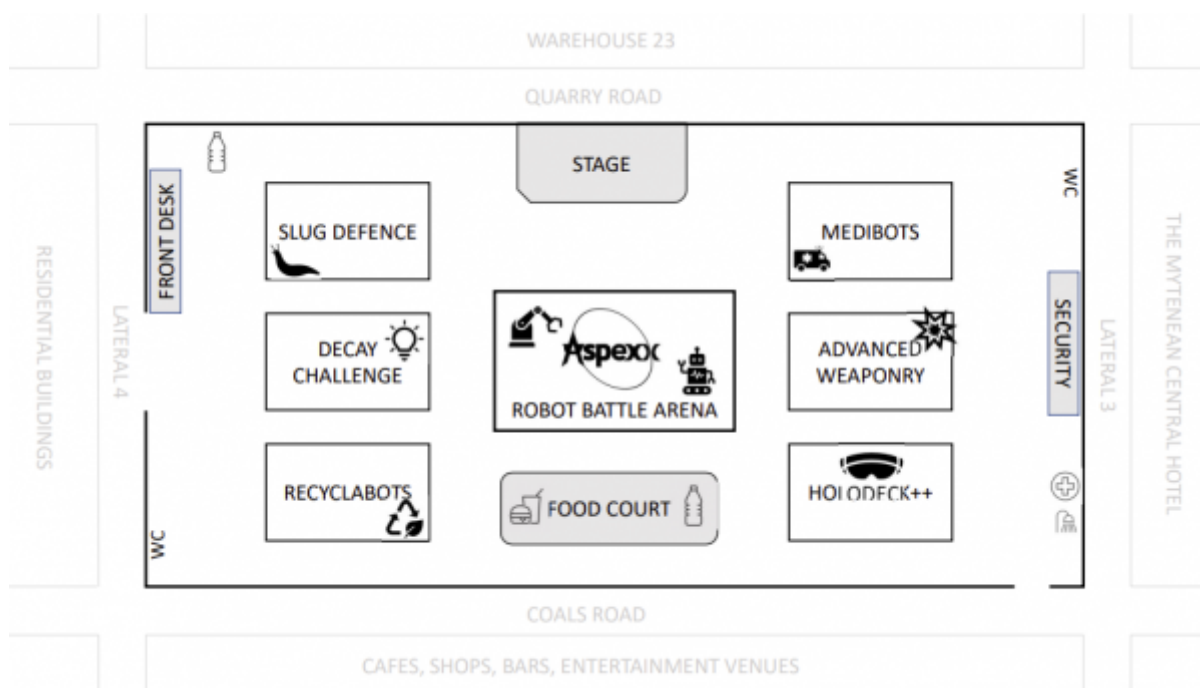 WAREHOUSE 23
QUARRY ROAD
STAGE
WC
FRONT DESK
SLUG DEFENCE
MEDIBOTS
RESIDENTIAL BUILDINGS
LATERAL 4
DECAY
CHALLENGE
Aspexx
ROBOT BATTLE ARENA
ADVANCED
WEAPONRY
SECURITY
LATERAL 3
THE MYTENEAN CENTRAL HOTEL
RECYCLABOTS
FOOD COURT
HOLODECK++
WC
COALS ROAD
CAFES, SHOPS, BARS, ENTERTAINMENT VENUES